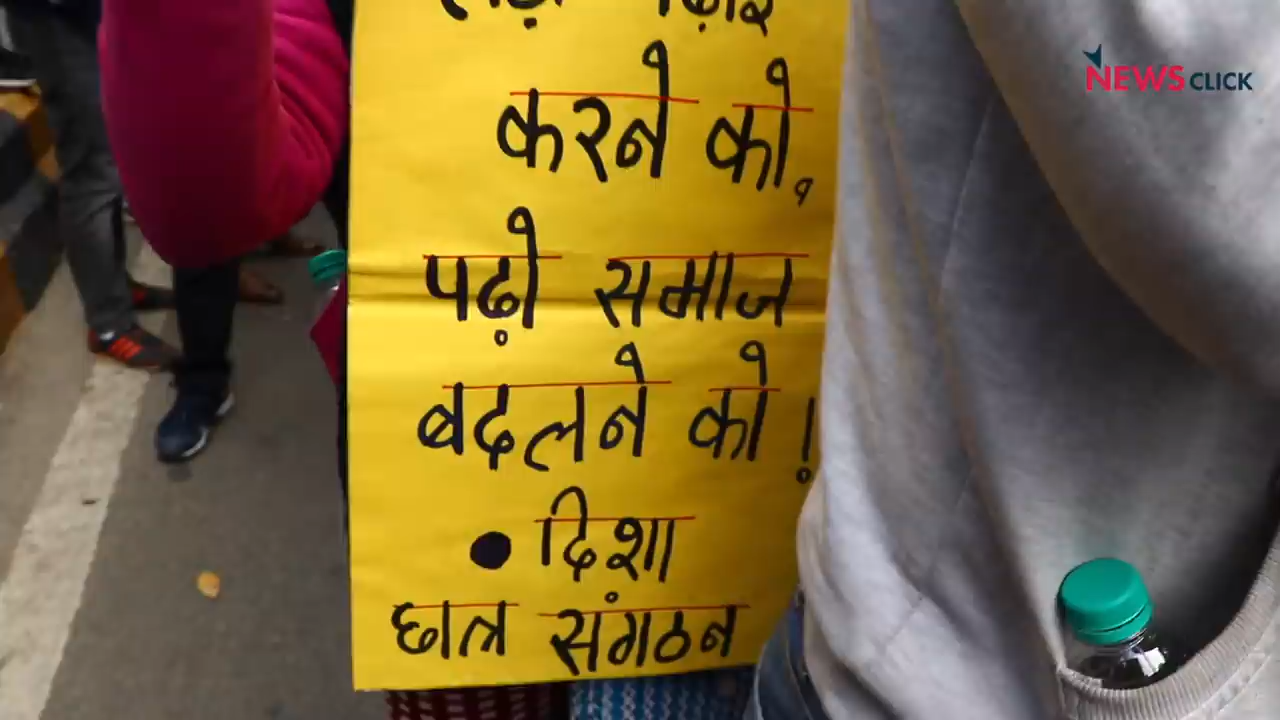 करने को,
पढ़ो समाज
बदलने को!
• दिशा
छात्र संगठन
NEWSCLICK